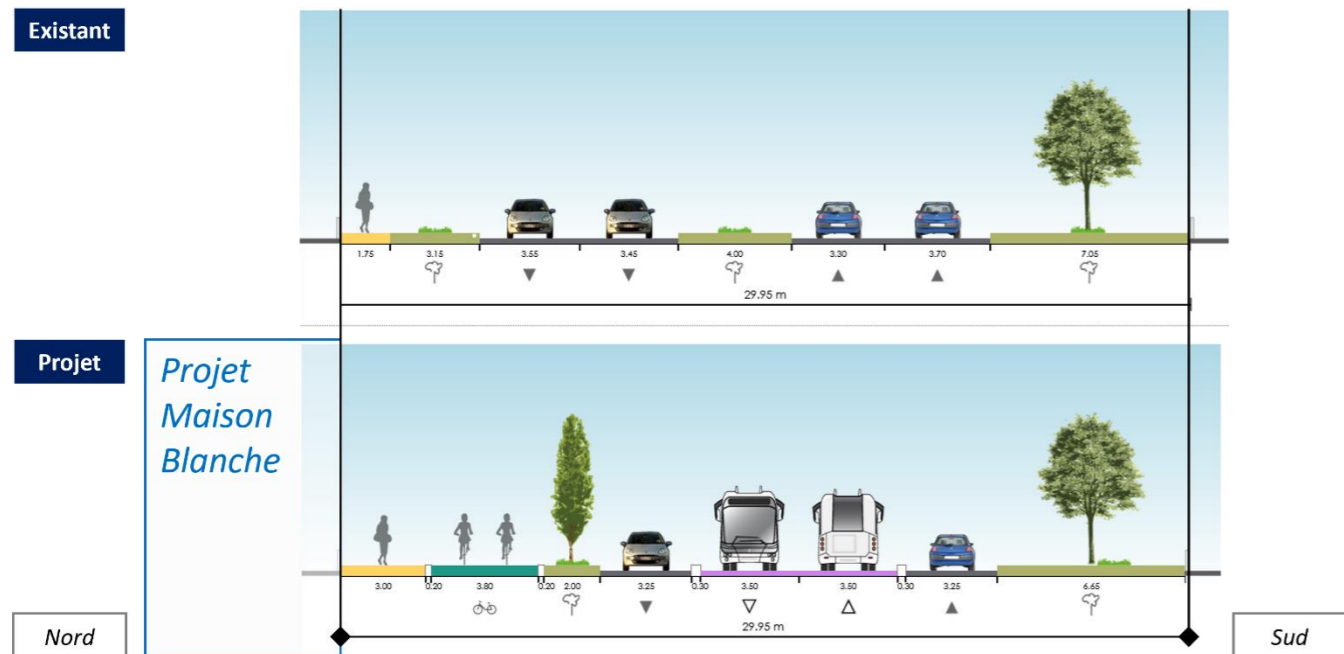 Existant
1.75 3.15 3.55 3.45 4.00 3.30 3.70 7.05
29.95 m
Projet
Projet
Maison
Blanche
3.00 0.20 3.80 0.20 2.00 3.25 0.30 3.50 3.50 0.30 3.25 6.65
29.95 m
Nord
Sud